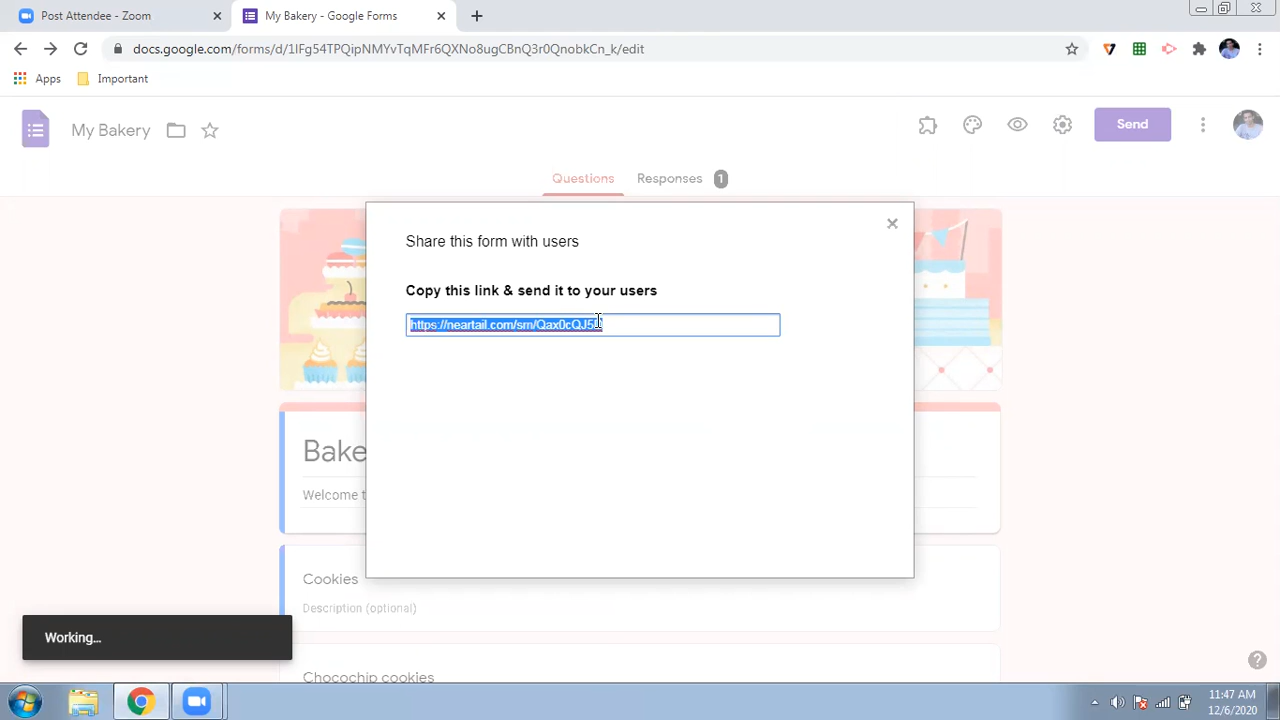 Post Attendee - Zoom
My Bakery - Google Forms
docs.google.com/forms/d/1lFg54TPQipNMYvTqMFr6QXNo8ugCBnQ3r0QnobkCn_k/edit
Apps
Important
My Bakery
Send
Questions
Responses
1
Share this form with users
Copy this link & send it to your users
Bake
Welcome t
Cookies
Description (optional)
Working...
Chocochip cookies
11:47 AM
12/6/2020